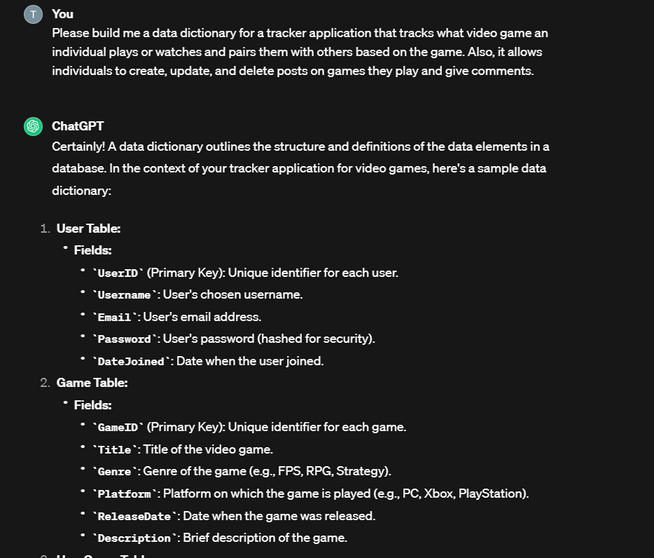 T You
Please build me a data dictionary for a tracker application that tracks what video game an
individual plays or watches and pairs them with others based on the game. Also, it allows
individuals to create, update, and delete posts on games they play and give comments.
ChatGPT
Certainly! A data dictionary outlines the structure and definitions of the data elements in a
database. In the context of your tracker application for video games, here's a sample data
dictionary:
1. User Table:
• Fields:
• `UserID` (Primary Key): Unique identifier for each user.
• `Username`: User's chosen username.
• `Email`: User's email address.
• `Password`: User's password (hashed for security).
• `DateJoined`: Date when the user joined.
2. Game Table:
• Fields:
• `GameID` (Primary Key): Unique identifier for each game.
• `Title`: Title of the video game.
• `Genre`: Genre of the game (e.g., FPS, RPG, Strategy).
• `Platform`: Platform on which the game is played (e.g., PC, Xbox, PlayStation).
• `ReleaseDate`: Date when the game was released.
• `Description`: Brief description of the game.